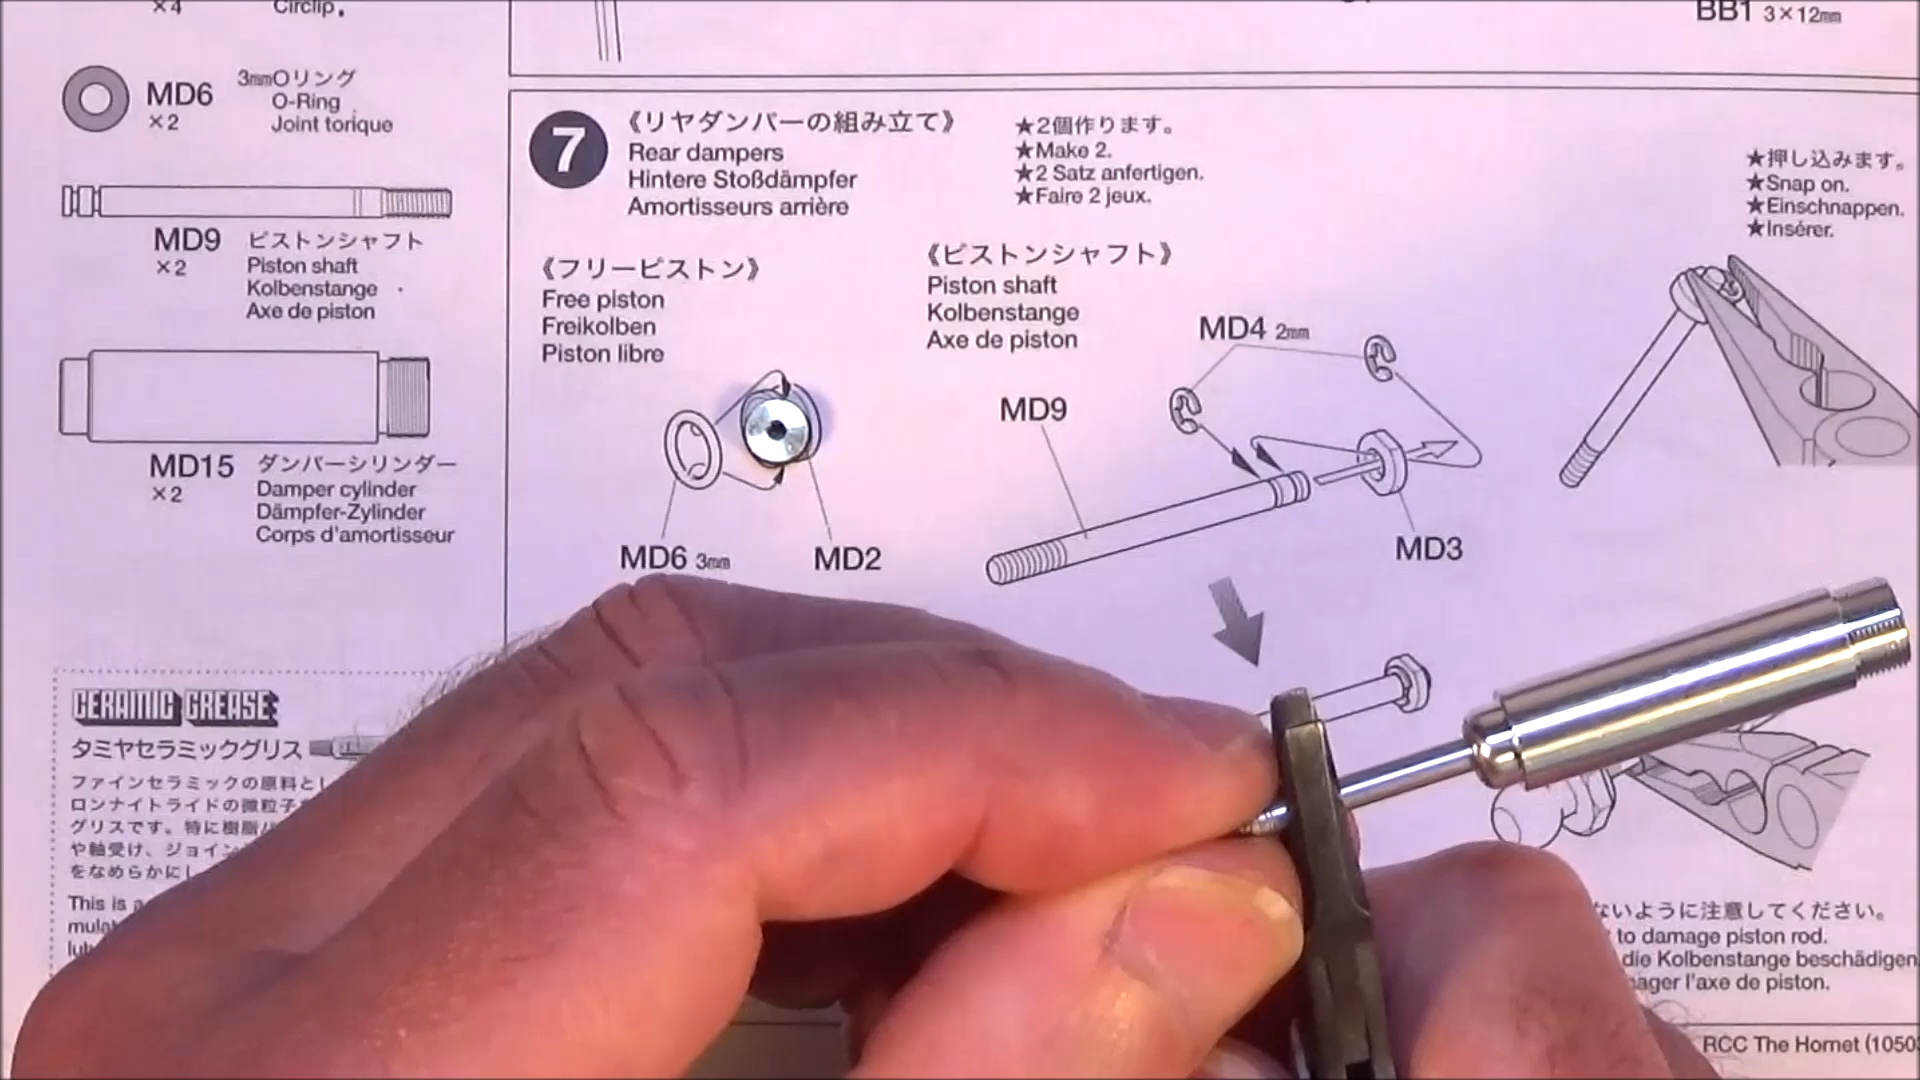 ×4
Circlip
MD6
×2
3mmOリング
O-Ring
Joint torique
MD9
×2
ピストンシャフト
Piston shaft
Kolbenstange
Axe de piston
MD15
×2
ダンパーシリンダー
Damper cylinder
Dämpfer-Zylinder
Corps d'amortisseur
CERAMIC GREASE
タミヤセラミックグリス
ファインセラミックの原料とし
ロンナイトライドの微粒子
グリスです。特に樹脂
や軸受け、ジョイン
をなめらかにし
This is a
BB1 3×12mm
7
《リヤダンパーの組み立て》
Rear dampers
Hintere Stoßdämpfer
Amortisseurs arrière
★2個作ります。
★Make 2.
★2 Satz anfertigen.
★Faire 2 jeux.
★押し込みます。
★Snap on.
★Einschnappen.
★Insérer.
《フリーピストン》
Free piston
Freikolben
Piston libre
《ピストンシャフト》
Piston shaft
Kolbenstange
Axe de piston
MD4 2mm
MD9
MD6 3mm
MD2
MD3
ないように注意してください。
to damage piston rod.
die Kolbenstange beschädigen
l'axe de piston.
RCC The Hornet (1050